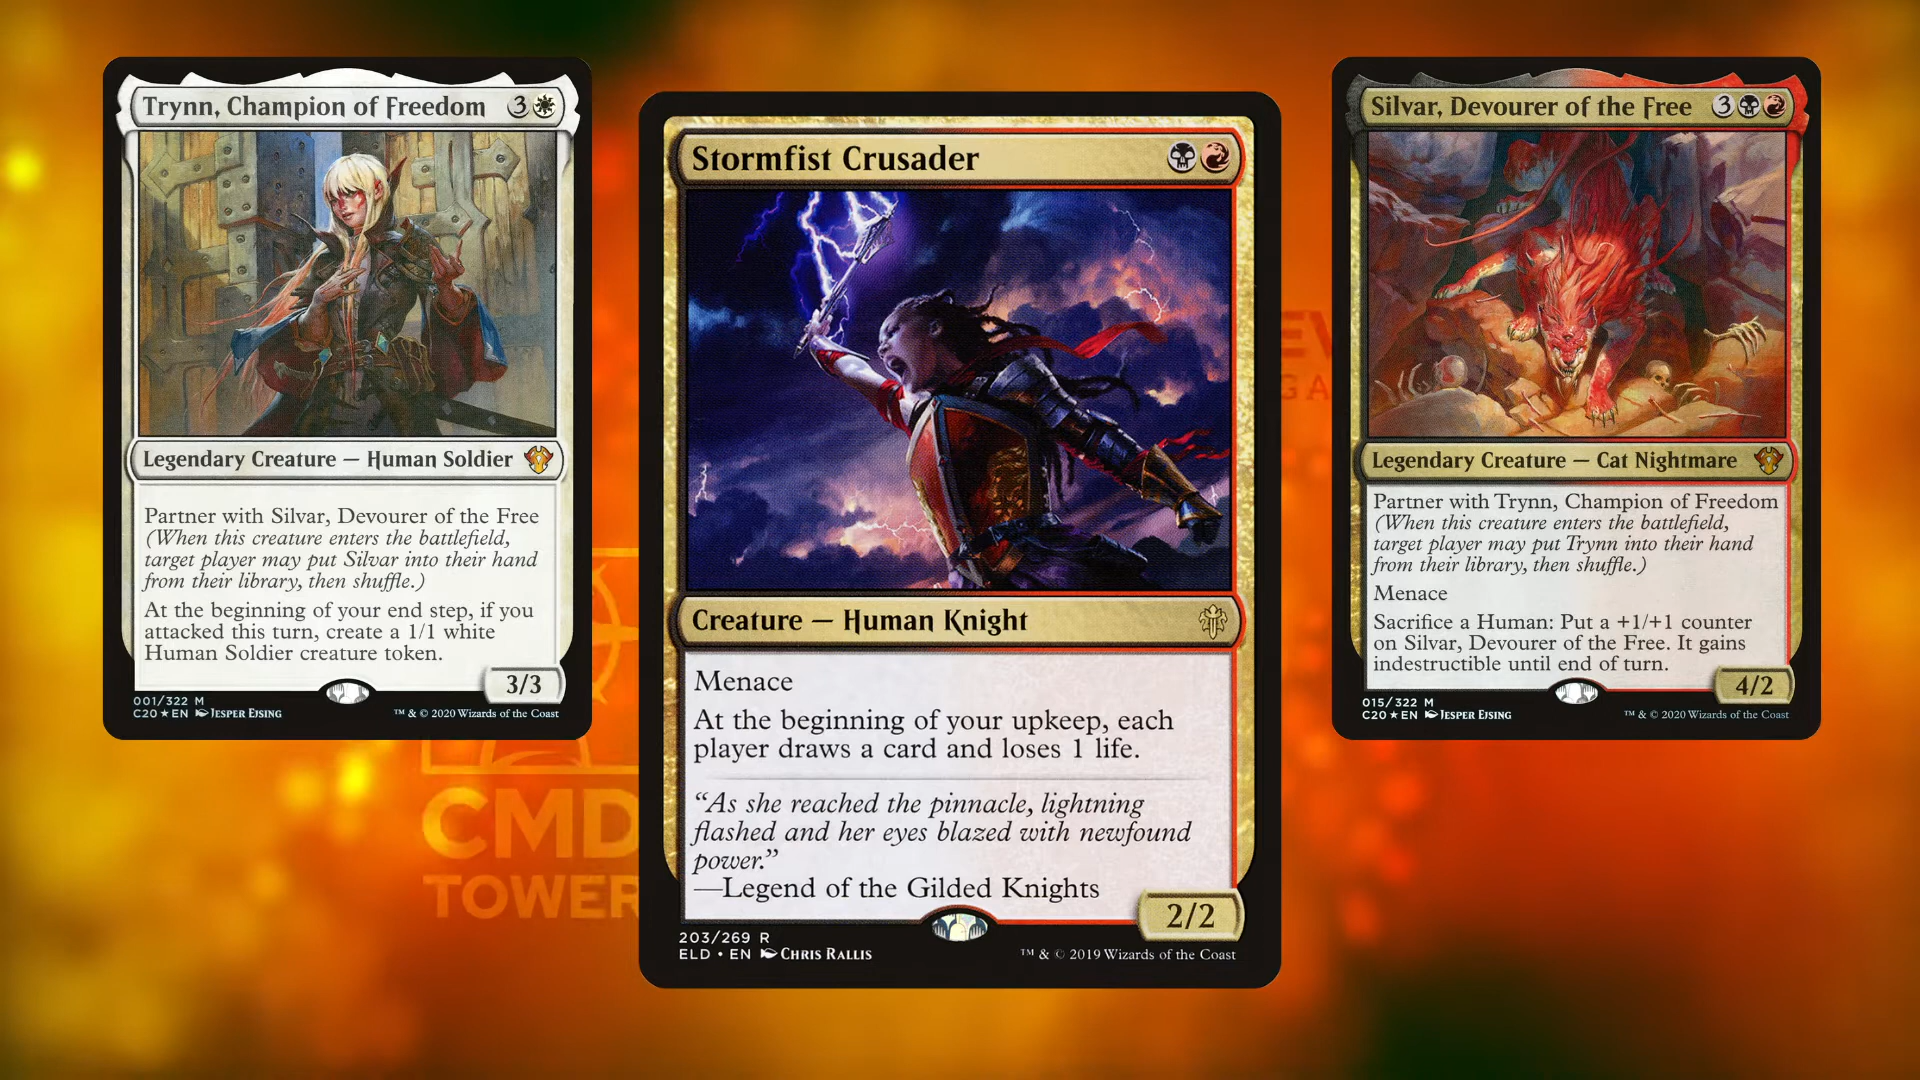 Trynn, Champion of Freedom 3
Legendary Creature — Human Soldier
Partner with Silvar, Devourer of the Free
(When this creature enters the battlefield,
target player may put Silvar into their hand
from their library, then shuffle.)
At the beginning of your end step, if you
attacked this turn, create a 1/1 white
Human Soldier creature token.
3/3
001/322 M
C20 ★ EN JESPER EJSING
™ & © 2020 Wizards of the Coast
Stormfist Crusader
Creature — Human Knight
Menace
At the beginning of your upkeep, each
player draws a card and loses 1 life.
“As she reached the pinnacle, lightning
flashed and her eyes blazed with newfound
power.”
—Legend of the Gilded Knights
2/2
203/269 R
ELD • EN CHRIS RALLIS
™ & © 2019 Wizards of the Coast
Silvar, Devourer of the Free 3
Legendary Creature — Cat Nightmare
Partner with Trynn, Champion of Freedom
(When this creature enters the battlefield,
target player may put Trynn into their hand
from their library, then shuffle.)
Menace
Sacrifice a Human: Put a +1/+1 counter
on Silvar, Devourer of the Free. It gains
indestructible until end of turn.
4/2
015/322 M
C20 ★ EN JESPER EJSING
™ & © 2020 Wizards of the Coast
CMD
TOWER